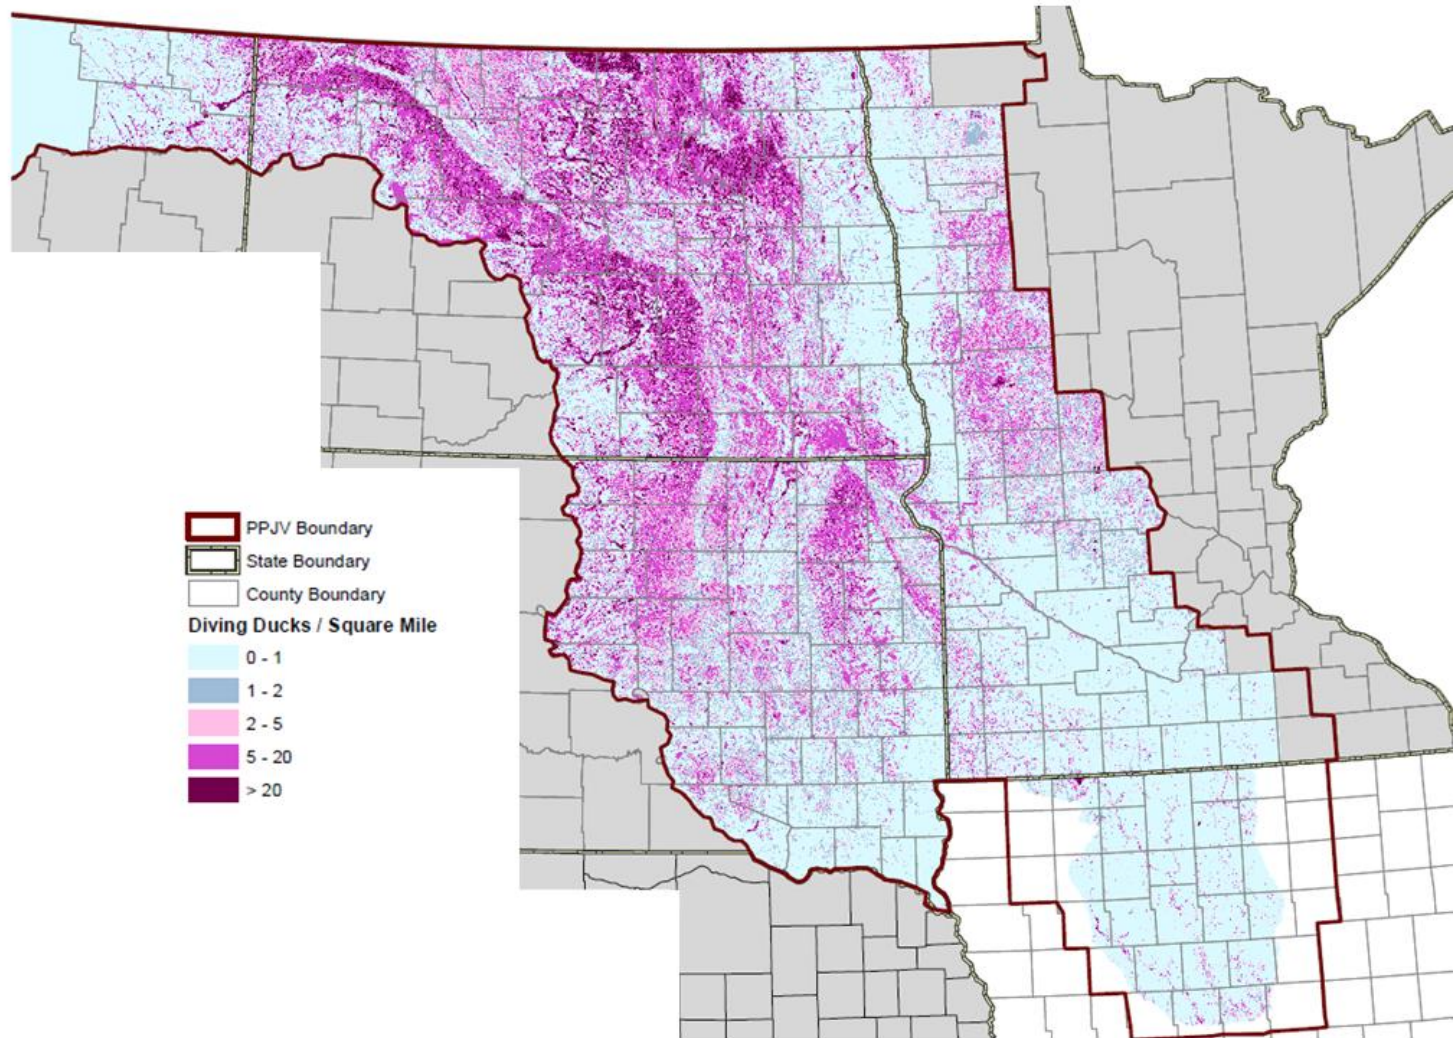 PPJV Boundary
State Boundary
County Boundary
Diving Ducks / Square Mile
0 - 1
1 - 2
2 - 5
5 - 20
> 20